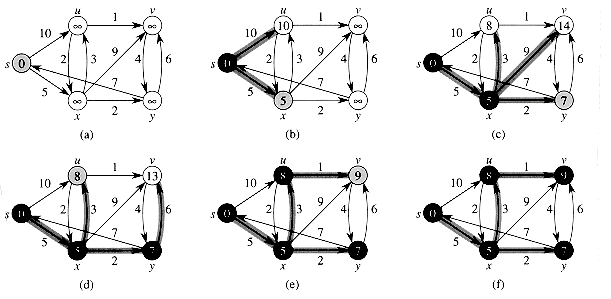 u 1 v
10 ∞ ∞
s 0 2 3 9 4 6
5 7
∞ 2 ∞
x y
(a)
u 1 v
10 10 ∞
s 0 2 3 9 4 6
5 7
5 2 ∞
x y
(b)
u 1 v
10 8 14
s 0 2 3 9 4 6
5 7
5 2 7
x y
(c)
u 1 v
10 8 13
s 0 2 3 9 4 6
5 7
5 2 7
x y
(d)
u 1 v
10 8 9
s 0 2 3 9 4 6
5 7
5 2 7
x y
(e)
u 1 v
10 8 9
s 0 2 3 9 4 6
5 7
5 2 7
x y
(f)